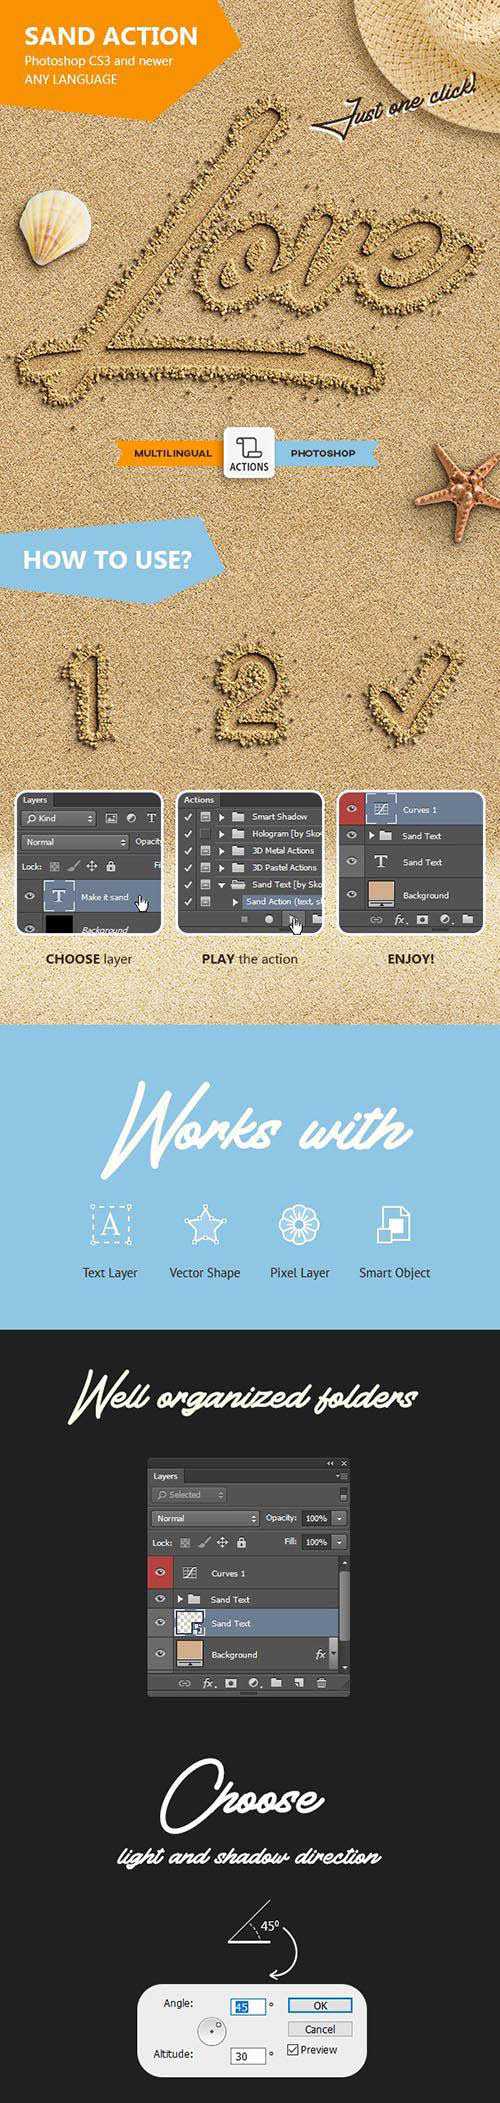 SAND ACTION
Photoshop CS3 and newer
ANY LANGUAGE
Just one click!
Love
MULTILINGUAL
ACTIONS
PHOTOSHOP
HOW TO USE?
1 2
Layers
Kind
Normal
Opacit
Lock:
Fi
Make it sand
Background
Actions
Smart Shadow
Hologram [by Sko
3D Metal Actions
3D Pastel Actions
Sand Text [by Sko
Sand Action (text, s
Curves 1
Sand Text
Sand Text
Background
fx
CHOOSE layer
PLAY the action
ENJOY!
Works with
A
Text Layer
Vector Shape
Pixel Layer
Smart Object
Well organized folders
Layers
Selected
Normal
Opacity: 100%
Lock:
Fill: 100%
Curves 1
Sand Text
Sand Text
Background
fx
fx
Choose
light and shadow direction
45°
Angle: 45 °
OK
Cancel
Altitude: 30 °
Preview